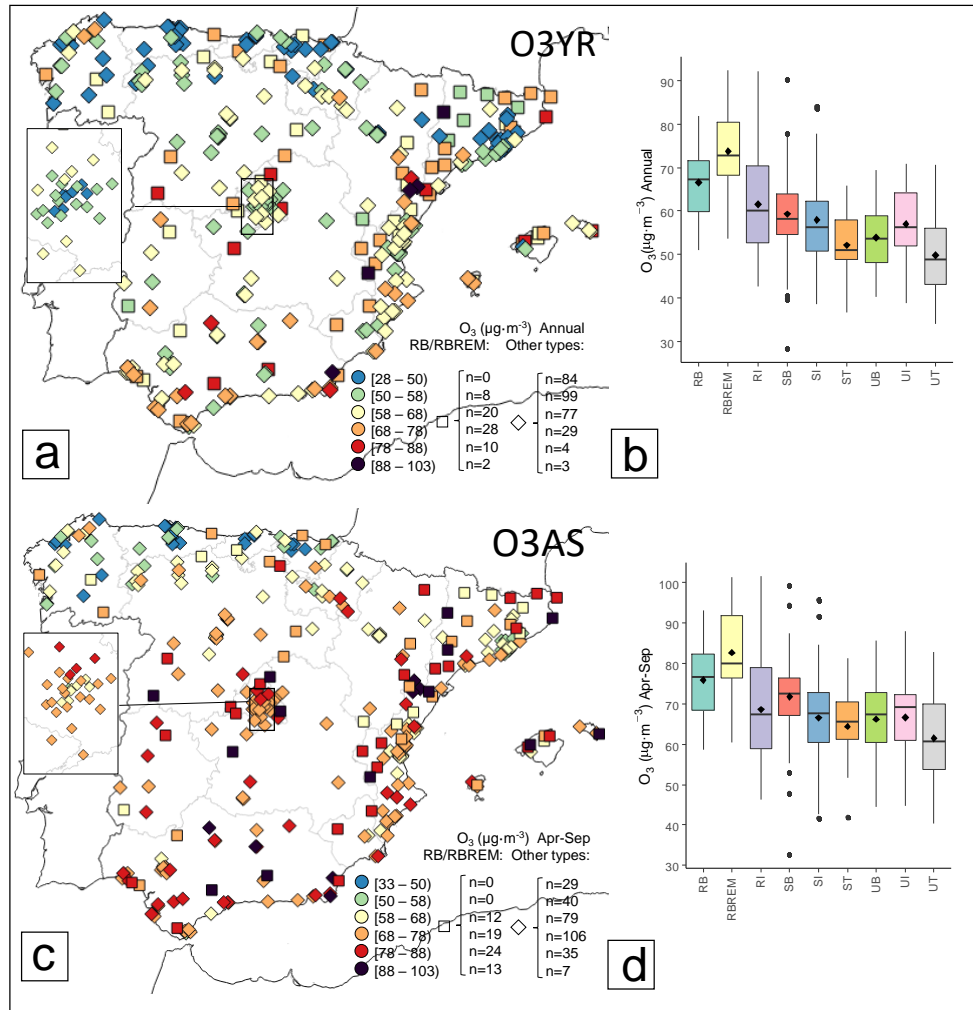 O3YR
O₃ (µg·m⁻³) Annual
RB/RBREM: Other types:
[28 – 50) n=0 n=84
[50 – 58) n=8 n=99
[58 – 68) n=20 n=77
[68 – 78) n=28 n=29
[78 – 88) n=10 n=4
[88 – 103) n=2 n=3
a
O₃(µg·m⁻³) Annual
90
80
70
60
50
40
30
RB RBREM RI SB SI ST UB UI UT
b
O3AS
O₃ (µg·m⁻³) Apr-Sep
RB/RBREM: Other types:
[33 – 50) n=0 n=29
[50 – 58) n=0 n=40
[58 – 68) n=12 n=79
[68 – 78) n=19 n=106
[78 – 88) n=24 n=35
[88 – 103) n=13 n=7
c
O₃ (µg·m⁻³) Apr-Sep
100
90
80
70
60
50
40
30
RB RBREM RI SB SI ST UB UI UT
d